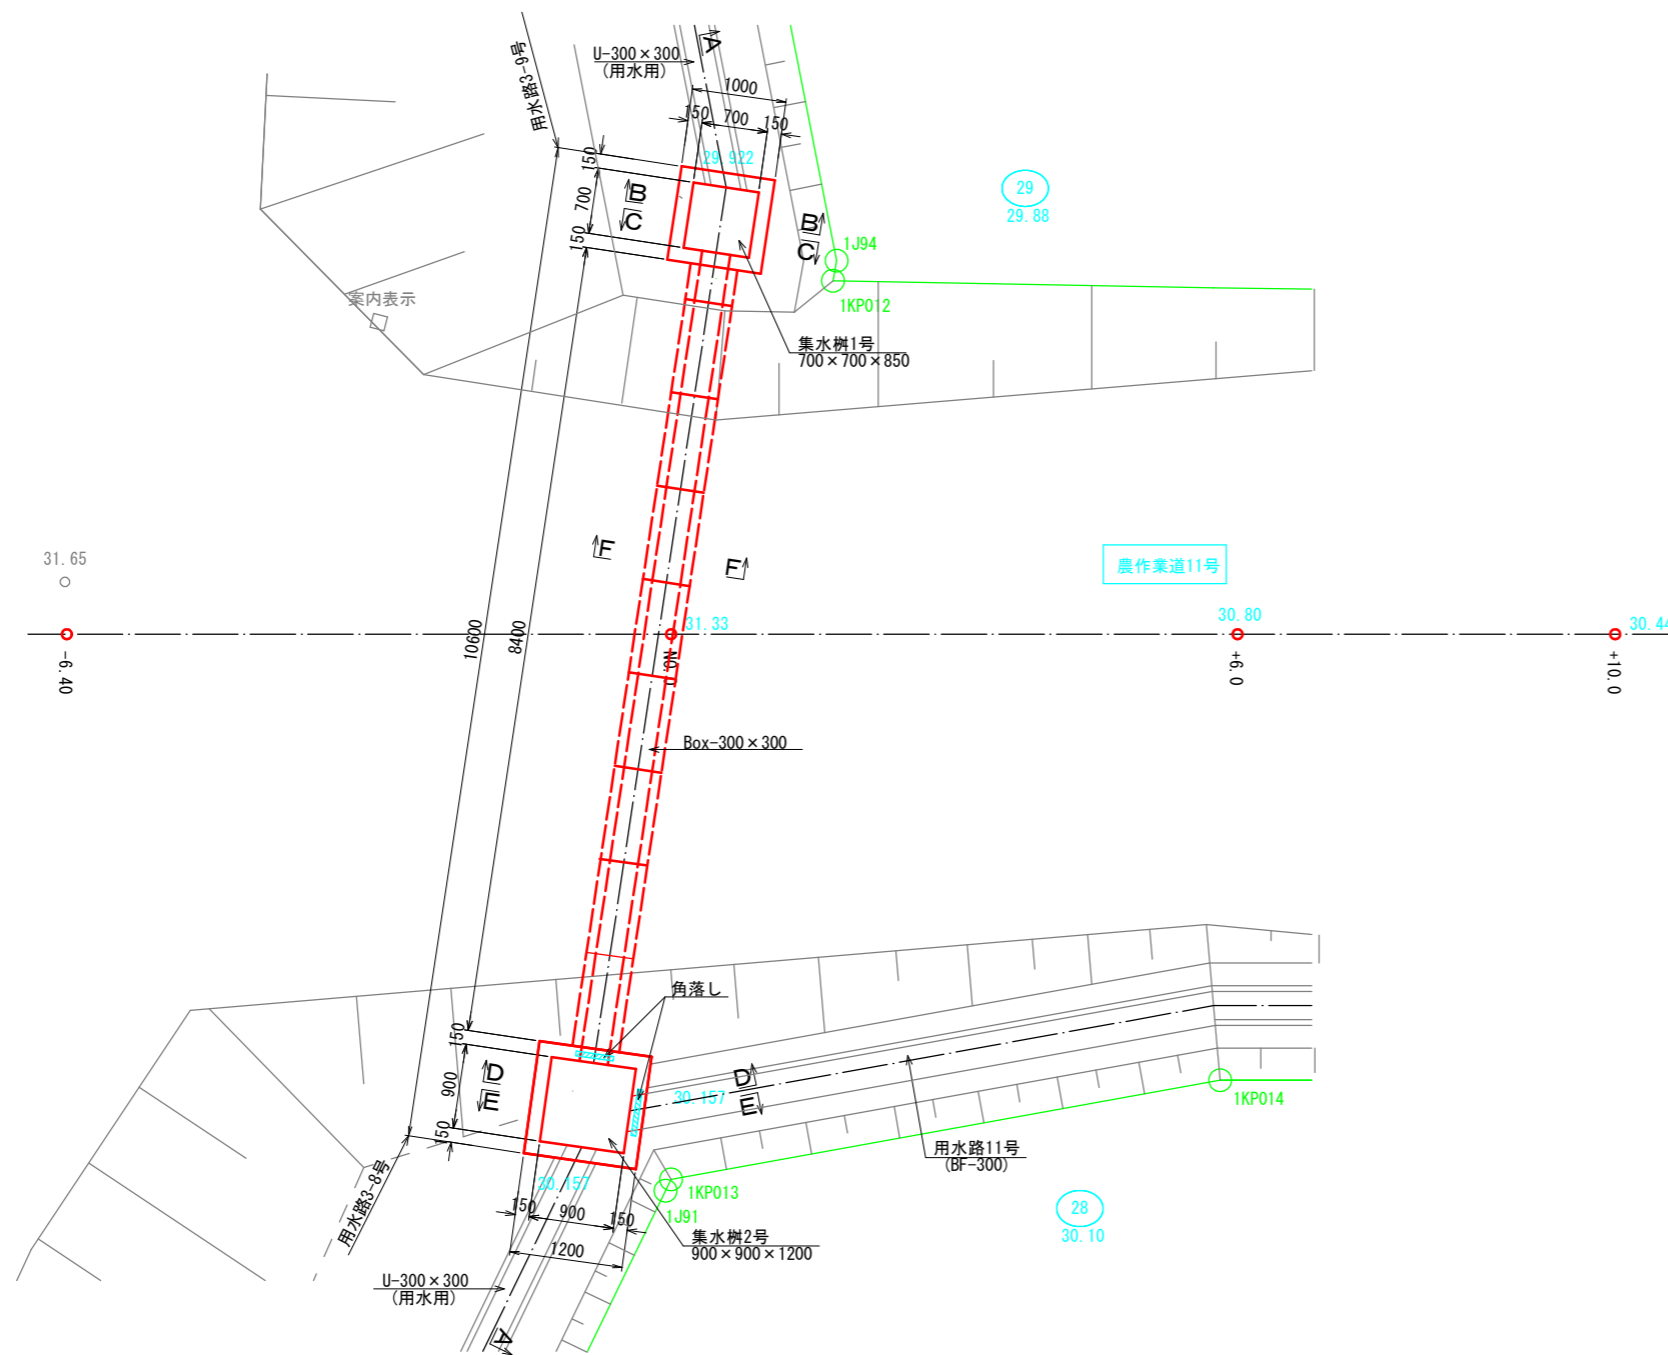 用水路3-9号
U-300×300
(用水用)
A
1000
150
700
150
29.922
150
700
150
B
C
B
C
29
29.88
1J94
1KP012
案内表示
集水桝1号
700×700×850
F
F
31.65
農作業道11号
31.33
30.80
30.44
-6.40
NO.0
+6.0
+10.0
10600
8400
Box-300×300
角落し
150
900
150
D
E
D
E
30.157
1KP014
用水路11号
(BF-300)
用水路3-8号
30.157
1KP013
1J91
28
30.10
150
900
150
1200
集水桝2号
900×900×1200
U-300×300
(用水用)
A